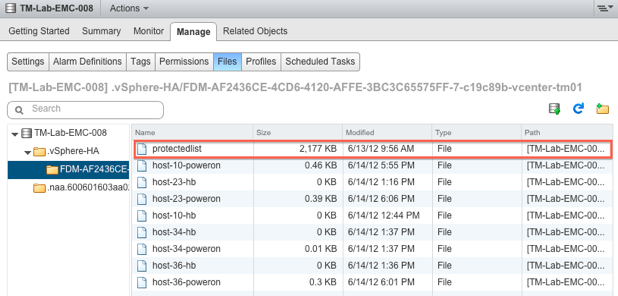 TM-Lab-EMC-008 Actions
Getting Started Summary Monitor Manage Related Objects
Settings Alarm Definitions Tags Permissions Files Profiles Scheduled Tasks
[TM-Lab-EMC-008] .vSphere-HA/FDM-AF2436CE-4CD6-4120-AFFE-3BC3C65575FF-7-c19c89b-vcenter-tm01
Search
TM-Lab-EMC-008
.vSphere-HA
FDM-AF2436CE-
.naa.600601603aa02
Name Size Modified Type Path
protectedlist 2,177 KB 6/13/12 9:56 AM File [TM-Lab-EMC-00...
host-10-poweron 0.46 KB 6/14/12 5:55 PM File [TM-Lab-EMC-00...
host-23-hb 0 KB 6/14/12 1:16 PM File [TM-Lab-EMC-00...
host-23-poweron 0.39 KB 6/14/12 6:06 PM File [TM-Lab-EMC-00...
host-10-hb 0 KB 6/14/12 12:44 PM File [TM-Lab-EMC-00...
host-34-hb 0 KB 6/14/12 1:37 PM File [TM-Lab-EMC-00...
host-34-poweron 0.01 KB 6/14/12 1:37 PM File [TM-Lab-EMC-00...
host-36-hb 0 KB 6/14/12 1:36 PM File [TM-Lab-EMC-00...
host-36-poweron 0.3 KB 6/14/12 6:01 PM File [TM-Lab-EMC-00...